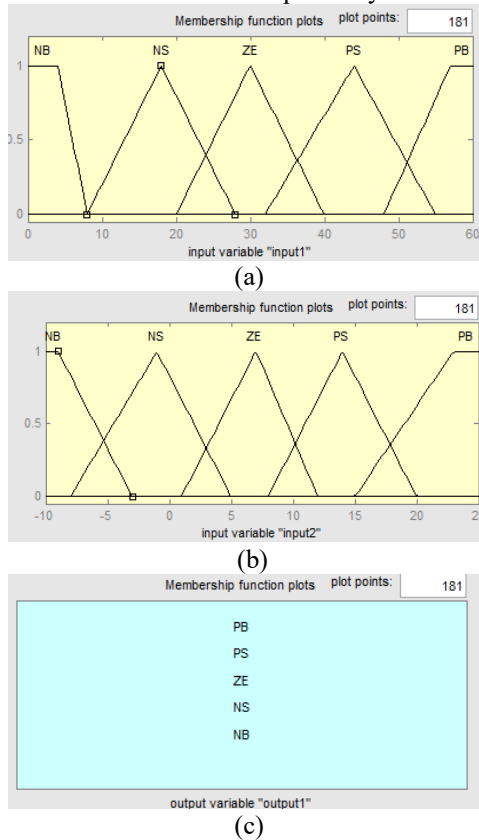 Membership function plots plot points: 181
NB NS ZE PS PB
1
0.5
0
0 10 20 30 40 50 60
input variable "input1"
(a)
Membership function plots plot points: 181
NB NS ZE PS PB
1
0.5
0
-10 -5 0 5 10 15 20 25
input variable "input2"
(b)
Membership function plots plot points: 181
PB
PS
ZE
NS
NB
output variable "output1"
(c)